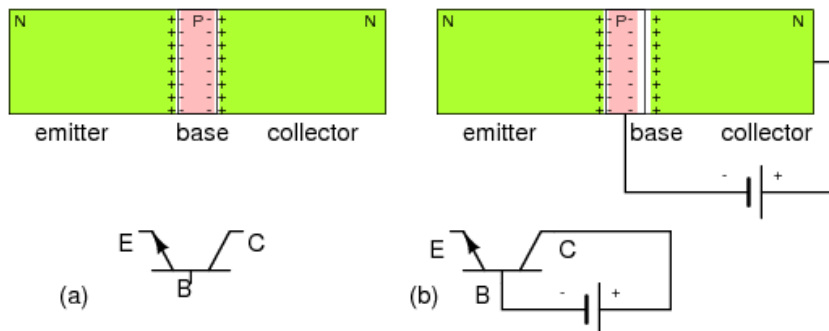 N P N
emitter base collector
N P N
emitter base collector
- +
E C
B
(a)
E C
B - +
(b)